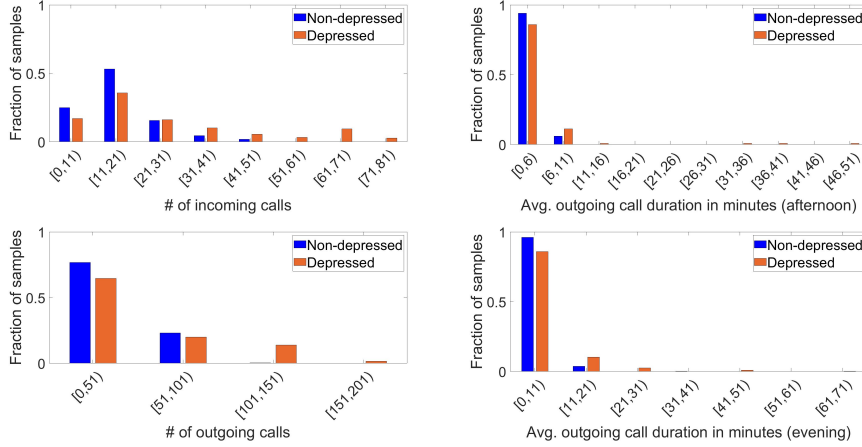 1
0.5
0
Fraction of samples
Non-depressed
Depressed
[0,11)
[11,21)
[21,31)
[31,41)
[41,51)
[51,61)
[61,71)
[71,81)
# of incoming calls
1
0.5
0
Fraction of samples
Non-depressed
Depressed
[0,6)
[6,11)
[11,16)
[16,21)
[21,26)
[26,31)
[31,36)
[36,41)
[41,46)
[46,51)
Avg. outgoing call duration in minutes (afternoon)
1
0.5
0
Fraction of samples
Non-depressed
Depressed
[0,51)
[51,101)
[101,151)
[151,201)
# of outgoing calls
1
0.5
0
Fraction of samples
Non-depressed
Depressed
[0,11)
[11,21)
[21,31)
[31,41)
[41,51)
[51,61)
[61,71)
Avg. outgoing call duration in minutes (evening)